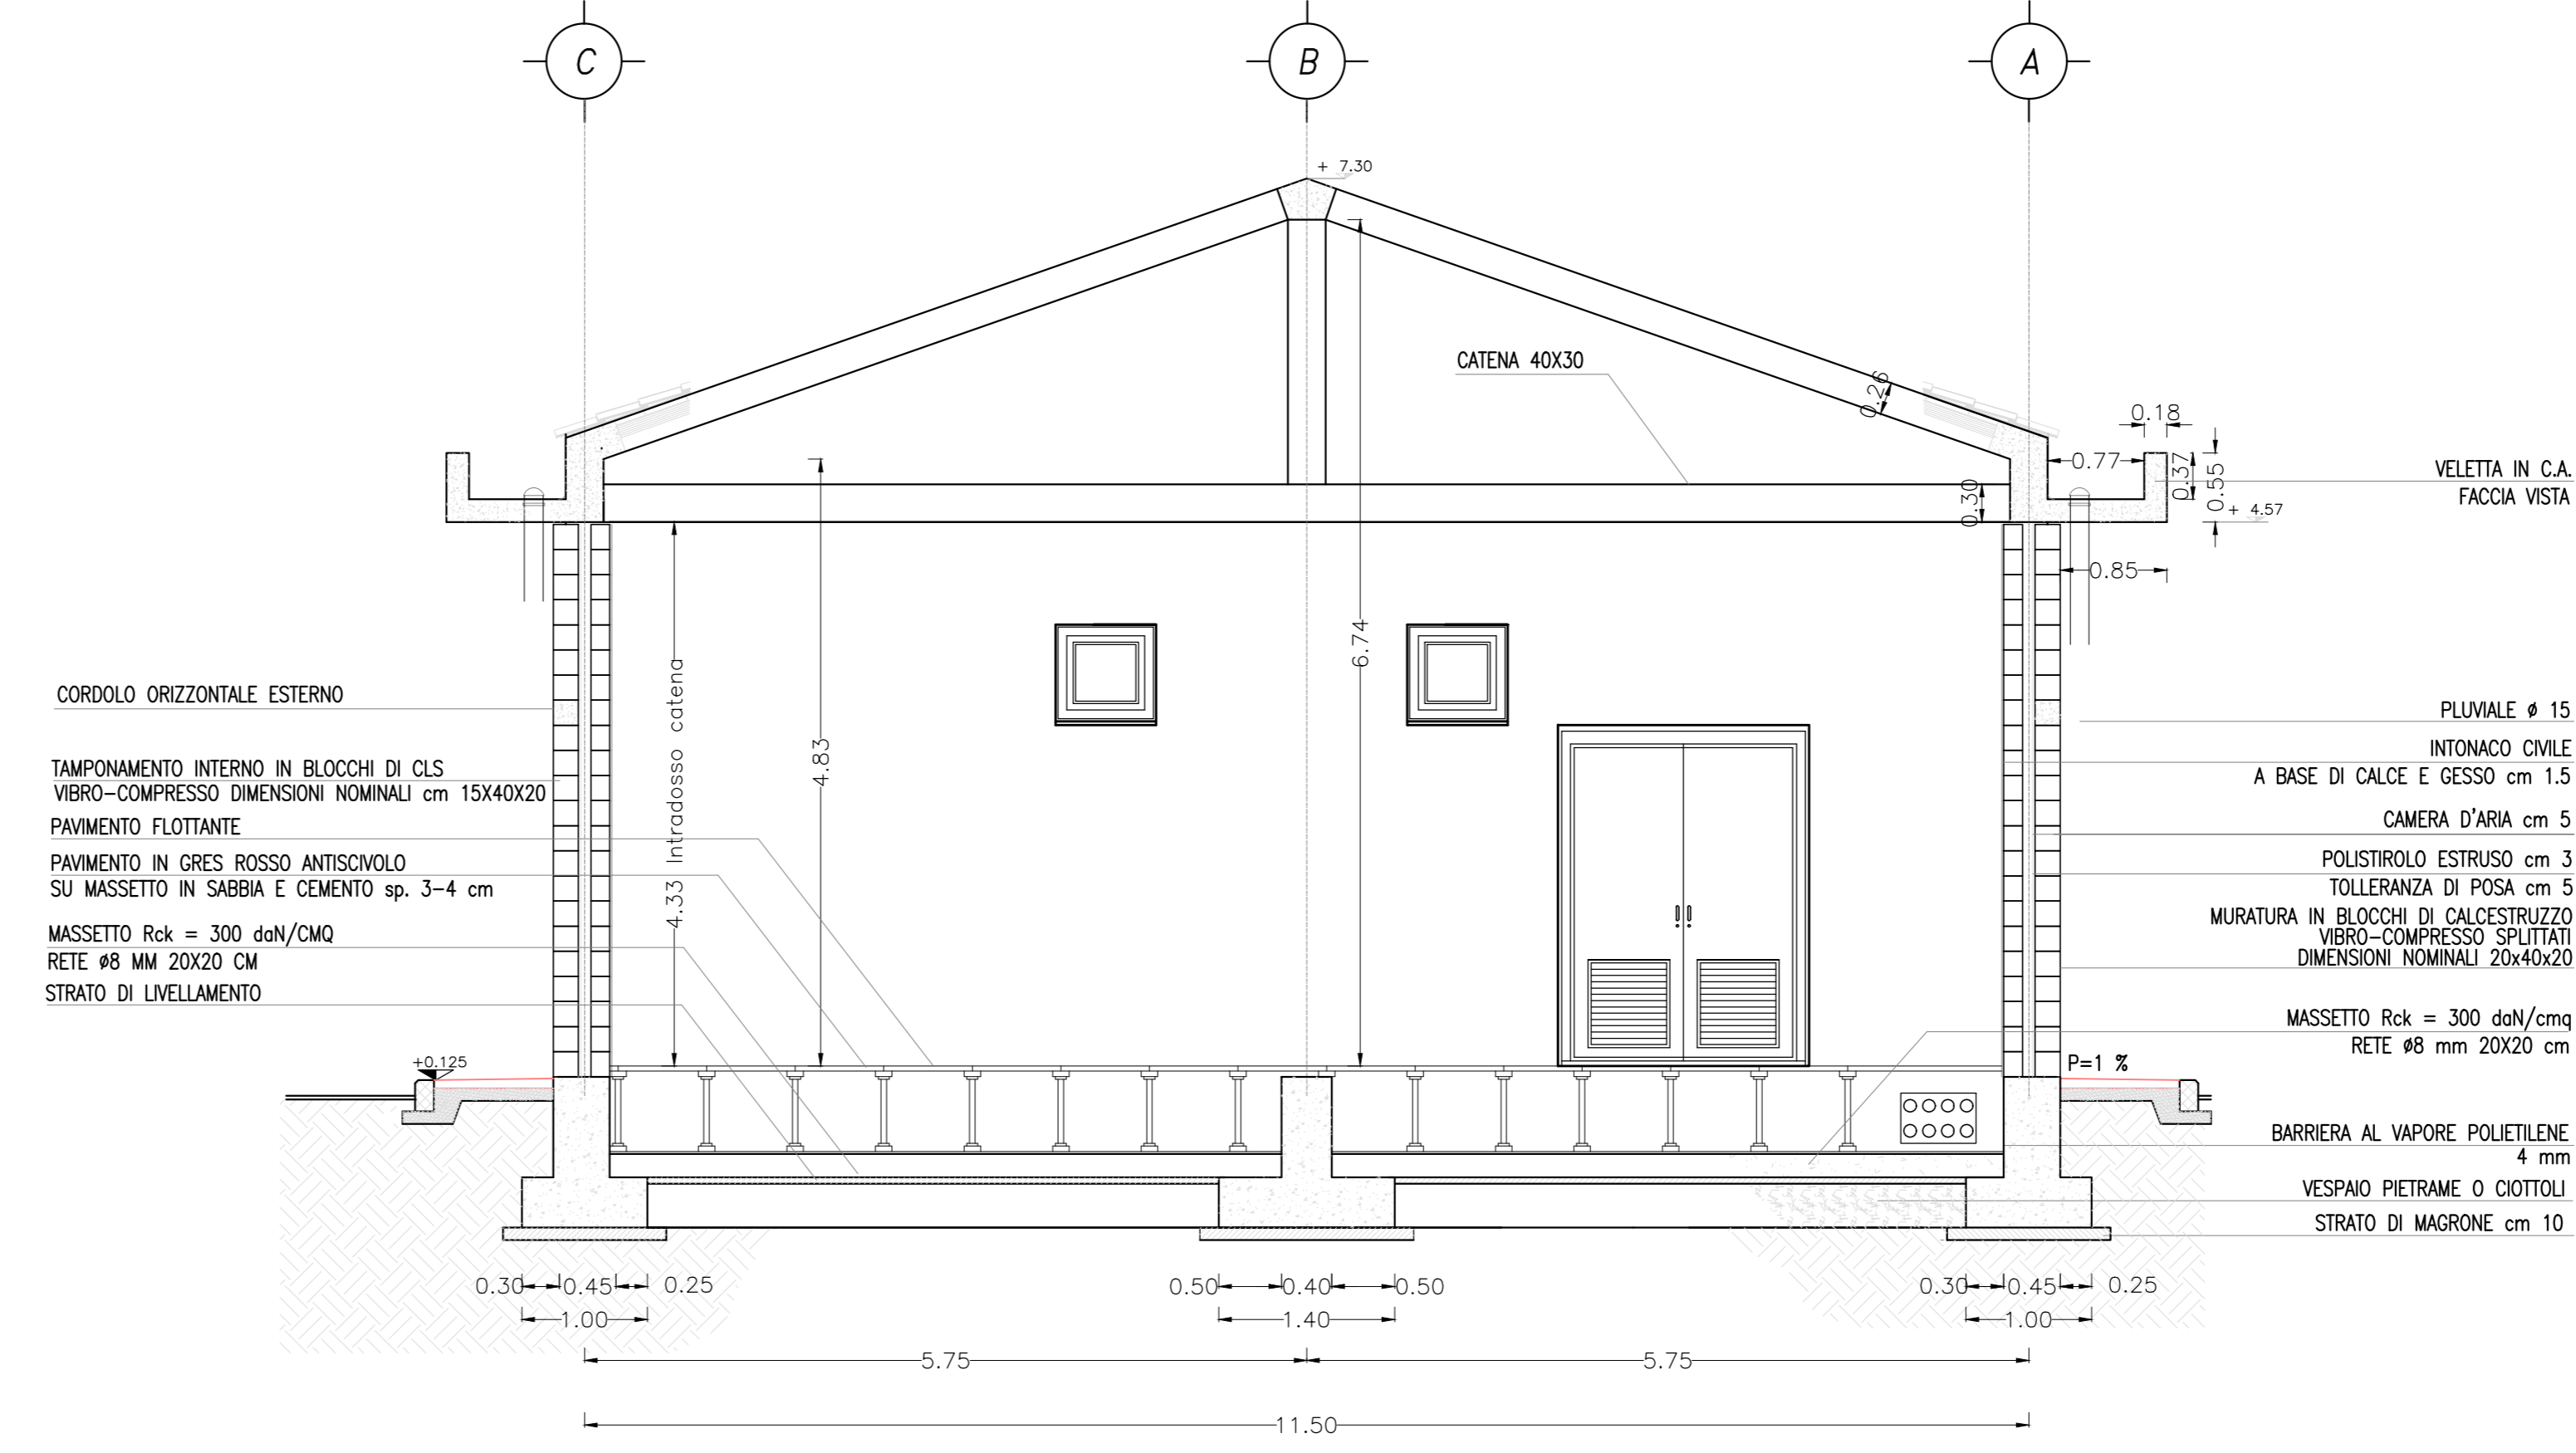 C
B
A
+ 7.30
CATENA 40X30
0.26
0.18
0.77
0.37
0.55
VELETTA IN C.A.
FACCIA VISTA
0.30
+ 4.57
0.85
4.33 Intradosso catena
4.83
6.74
CORDOLO ORIZZONTALE ESTERNO
TAMPONAMENTO INTERNO IN BLOCCHI DI CLS
VIBRO-COMPRESSO DIMENSIONI NOMINALI cm 15X40X20
PAVIMENTO FLOTTANTE
PAVIMENTO IN GRES ROSSO ANTISCIVOLO
SU MASSETTO IN SABBIA E CEMENTO sp. 3-4 cm
MASSETTO Rck = 300 daN/CMQ
RETE ø8 MM 20X20 CM
STRATO DI LIVELLAMENTO
+0.125
PLUVIALE ø 15
INTONACO CIVILE
A BASE DI CALCE E GESSO cm 1.5
CAMERA D'ARIA cm 5
POLISTIROLO ESTRUSO cm 3
TOLLERANZA DI POSA cm 5
MURATURA IN BLOCCHI DI CALCESTRUZZO
VIBRO-COMPRESSO SPLITTATI
DIMENSIONI NOMINALI 20x40x20
MASSETTO Rck = 300 daN/cmq
RETE ø8 mm 20X20 cm
P=1 %
BARRIERA AL VAPORE POLIETILENE
4 mm
VESPAIO PIETRAME O CIOTTOLI
STRATO DI MAGRONE cm 10
0.30 0.45 0.25
1.00
0.50 0.40 0.50
1.40
0.30 0.45 0.25
1.00
5.75
5.75
11.50